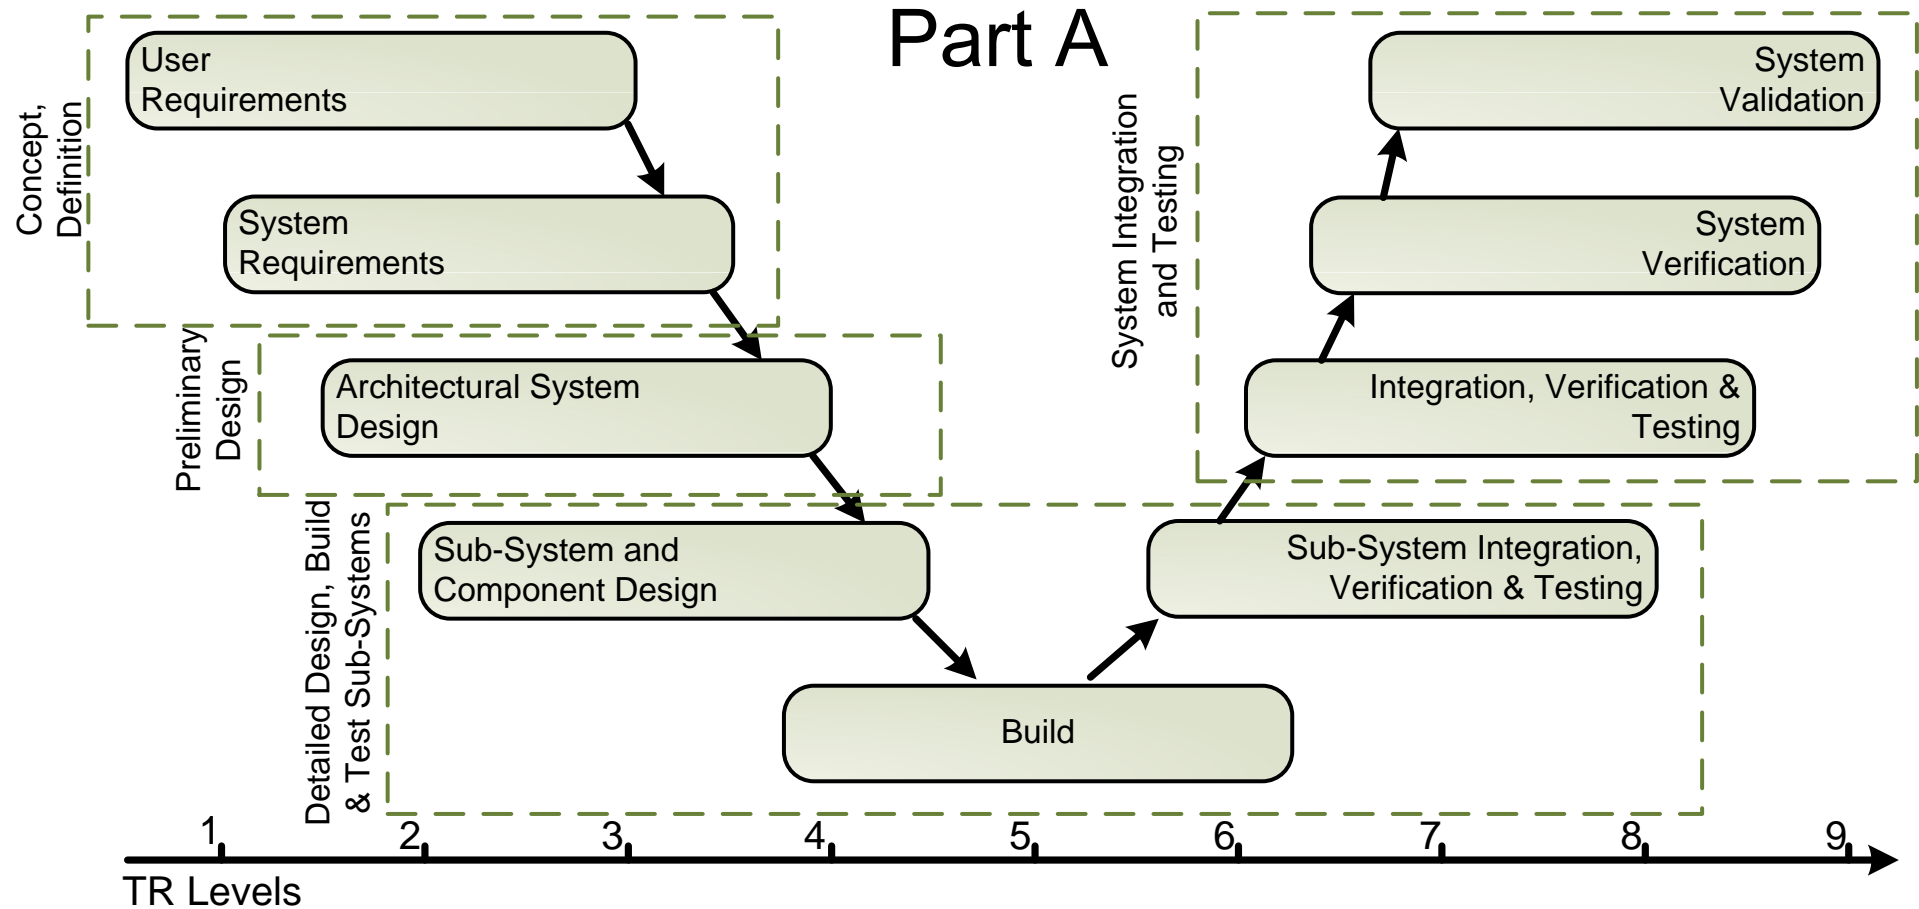 Part A
Concept,
Definition
User
Requirements
System
Requirements
Preliminary
Design
Architectural System
Design
Detailed Design, Build
& Test Sub-Systems
Sub-System and
Component Design
Build
Sub-System Integration,
Verification & Testing
System Integration
and Testing
Integration, Verification &
Testing
System
Verification
System
Validation
1 2 3 4 5 6 7 8 9
TR Levels